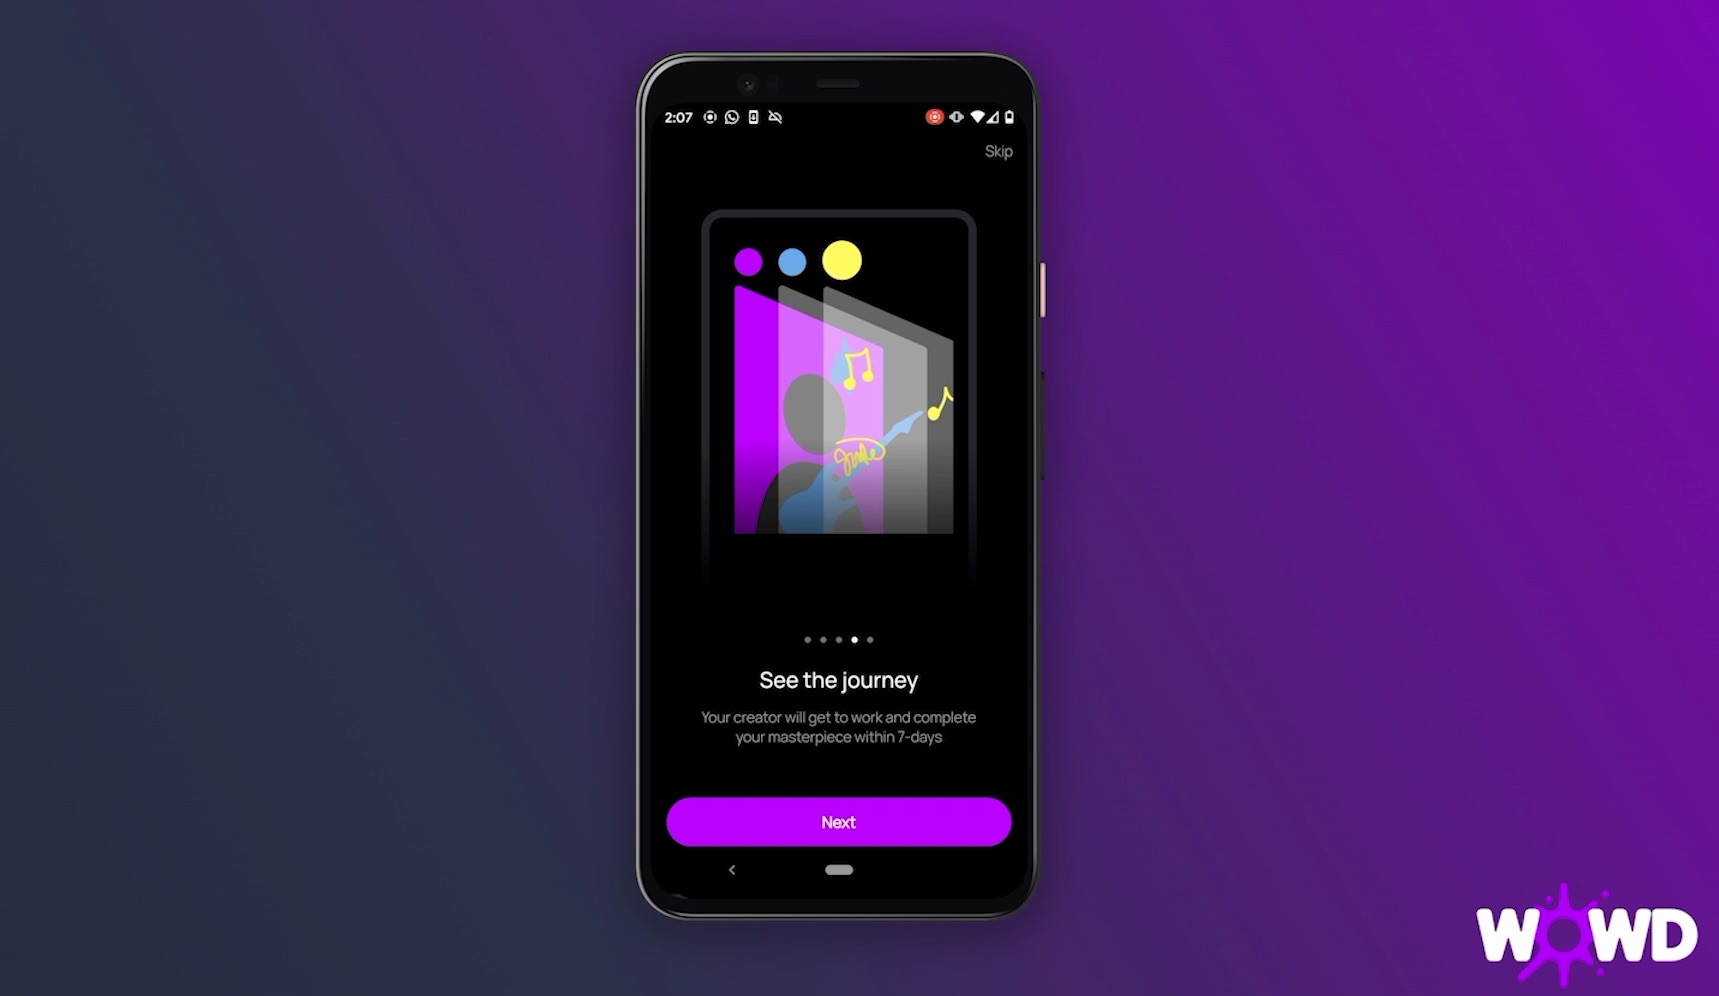 2:07
Skip
Jamie
See the journey
Your creator will get to work and complete
your masterpiece within 7-days
Next
WOWD